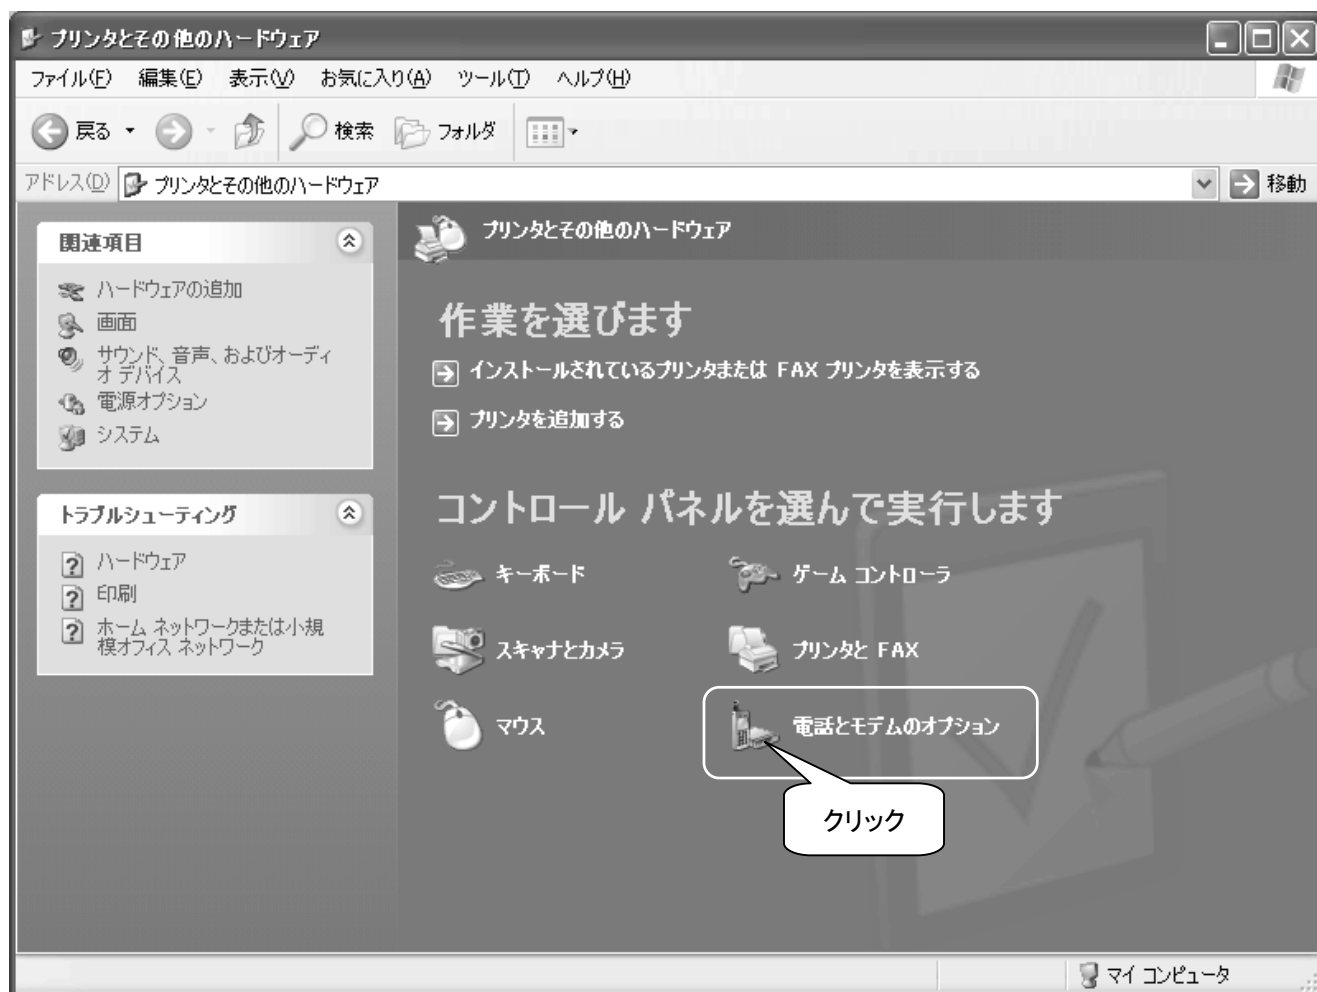 プリンタとその他のハードウェア
ファイル(F) 編集(E) 表示(V) お気に入り(A) ツール(T) ヘルプ(H)
戻る 検索 フォルダ
アドレス(D) プリンタとその他のハードウェア 移動
関連項目
ハードウェアの追加
画面
サウンド、音声、およびオーディ
オ デバイス
電源オプション
システム
トラブルシューティング
ハードウェア
印刷
ホーム ネットワークまたは小規
模オフィス ネットワーク
プリンタとその他のハードウェア
作業を選びます
インストールされているプリンタまたは FAX プリンタを表示する
プリンタを追加する
コントロール パネルを選んで実行します
キーボード
ゲーム コントローラ
スキャナとカメラ
プリンタと FAX
マウス
電話とモデムのオプション
クリック
マイ コンピュータ